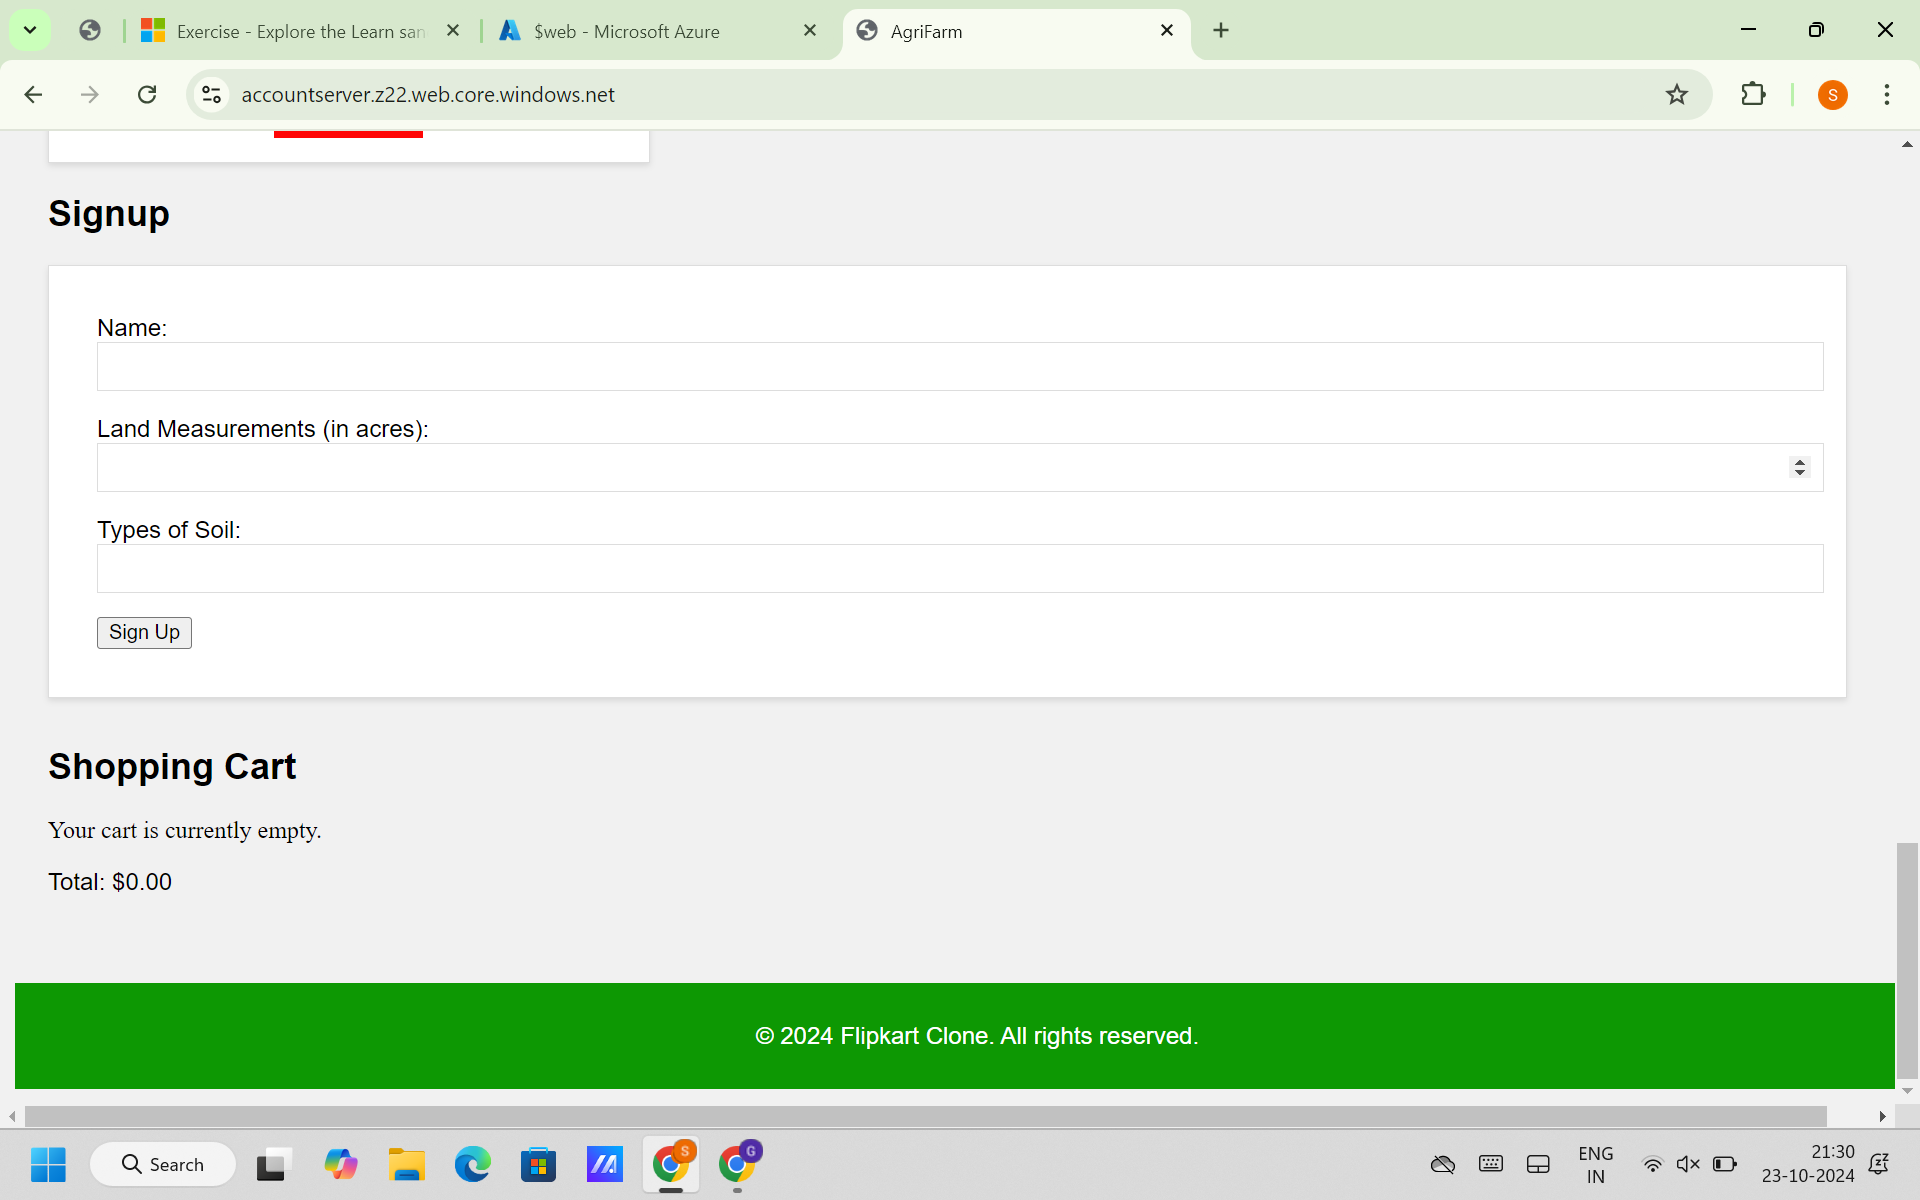 Exercise - Explore the Learn san
$web - Microsoft Azure
AgriFarm
accountserver.z22.web.core.windows.net
S
Signup
Name:
Land Measurements (in acres):
Types of Soil:
Sign Up
Shopping Cart
Your cart is currently empty.
Total: $0.00
© 2024 Flipkart Clone. All rights reserved.
Search
S
G
ENG
IN
21:30
23-10-2024